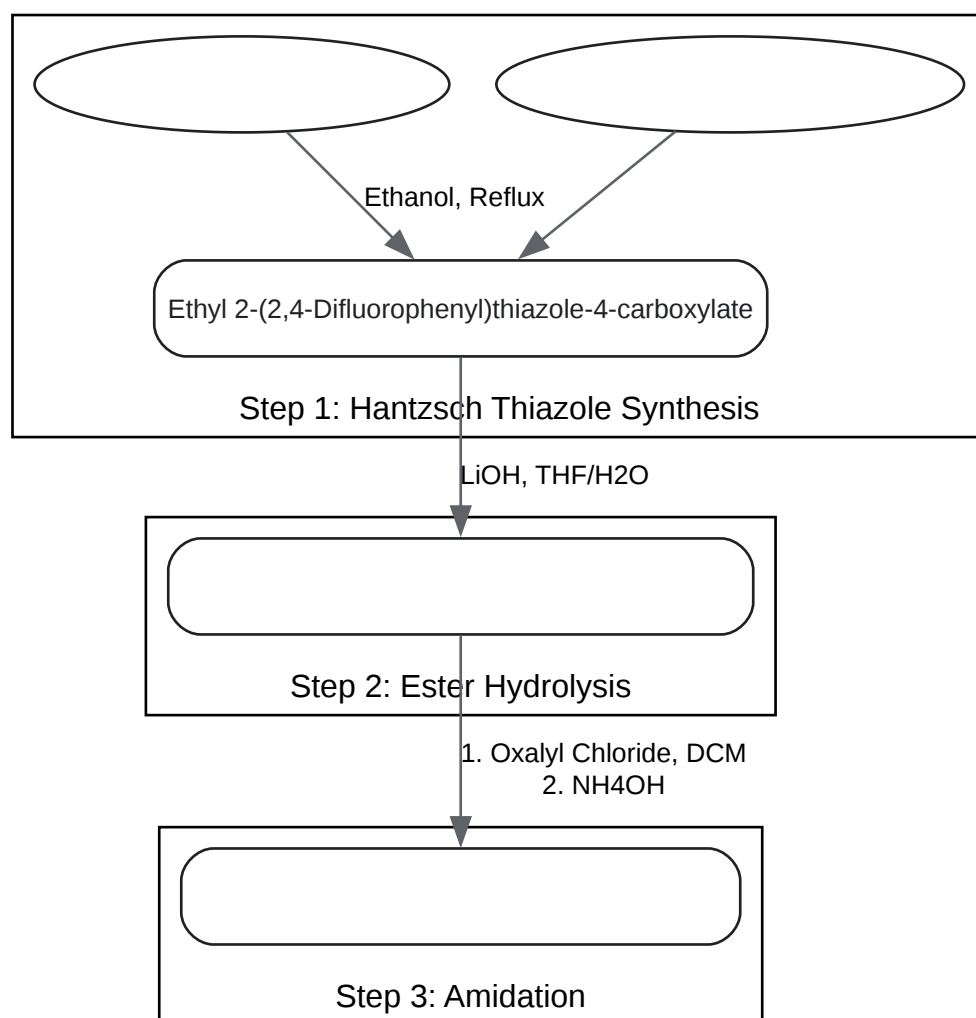 Ethanol, Reflux
Ethyl 2-(2,4-Difluorophenyl)thiazole-4-carboxylate
Step 1: Hantzsch Thiazole Synthesis
LiOH, THF/H2O
Step 2: Ester Hydrolysis
1. Oxalyl Chloride, DCM
2. NH4OH
Step 3: Amidation